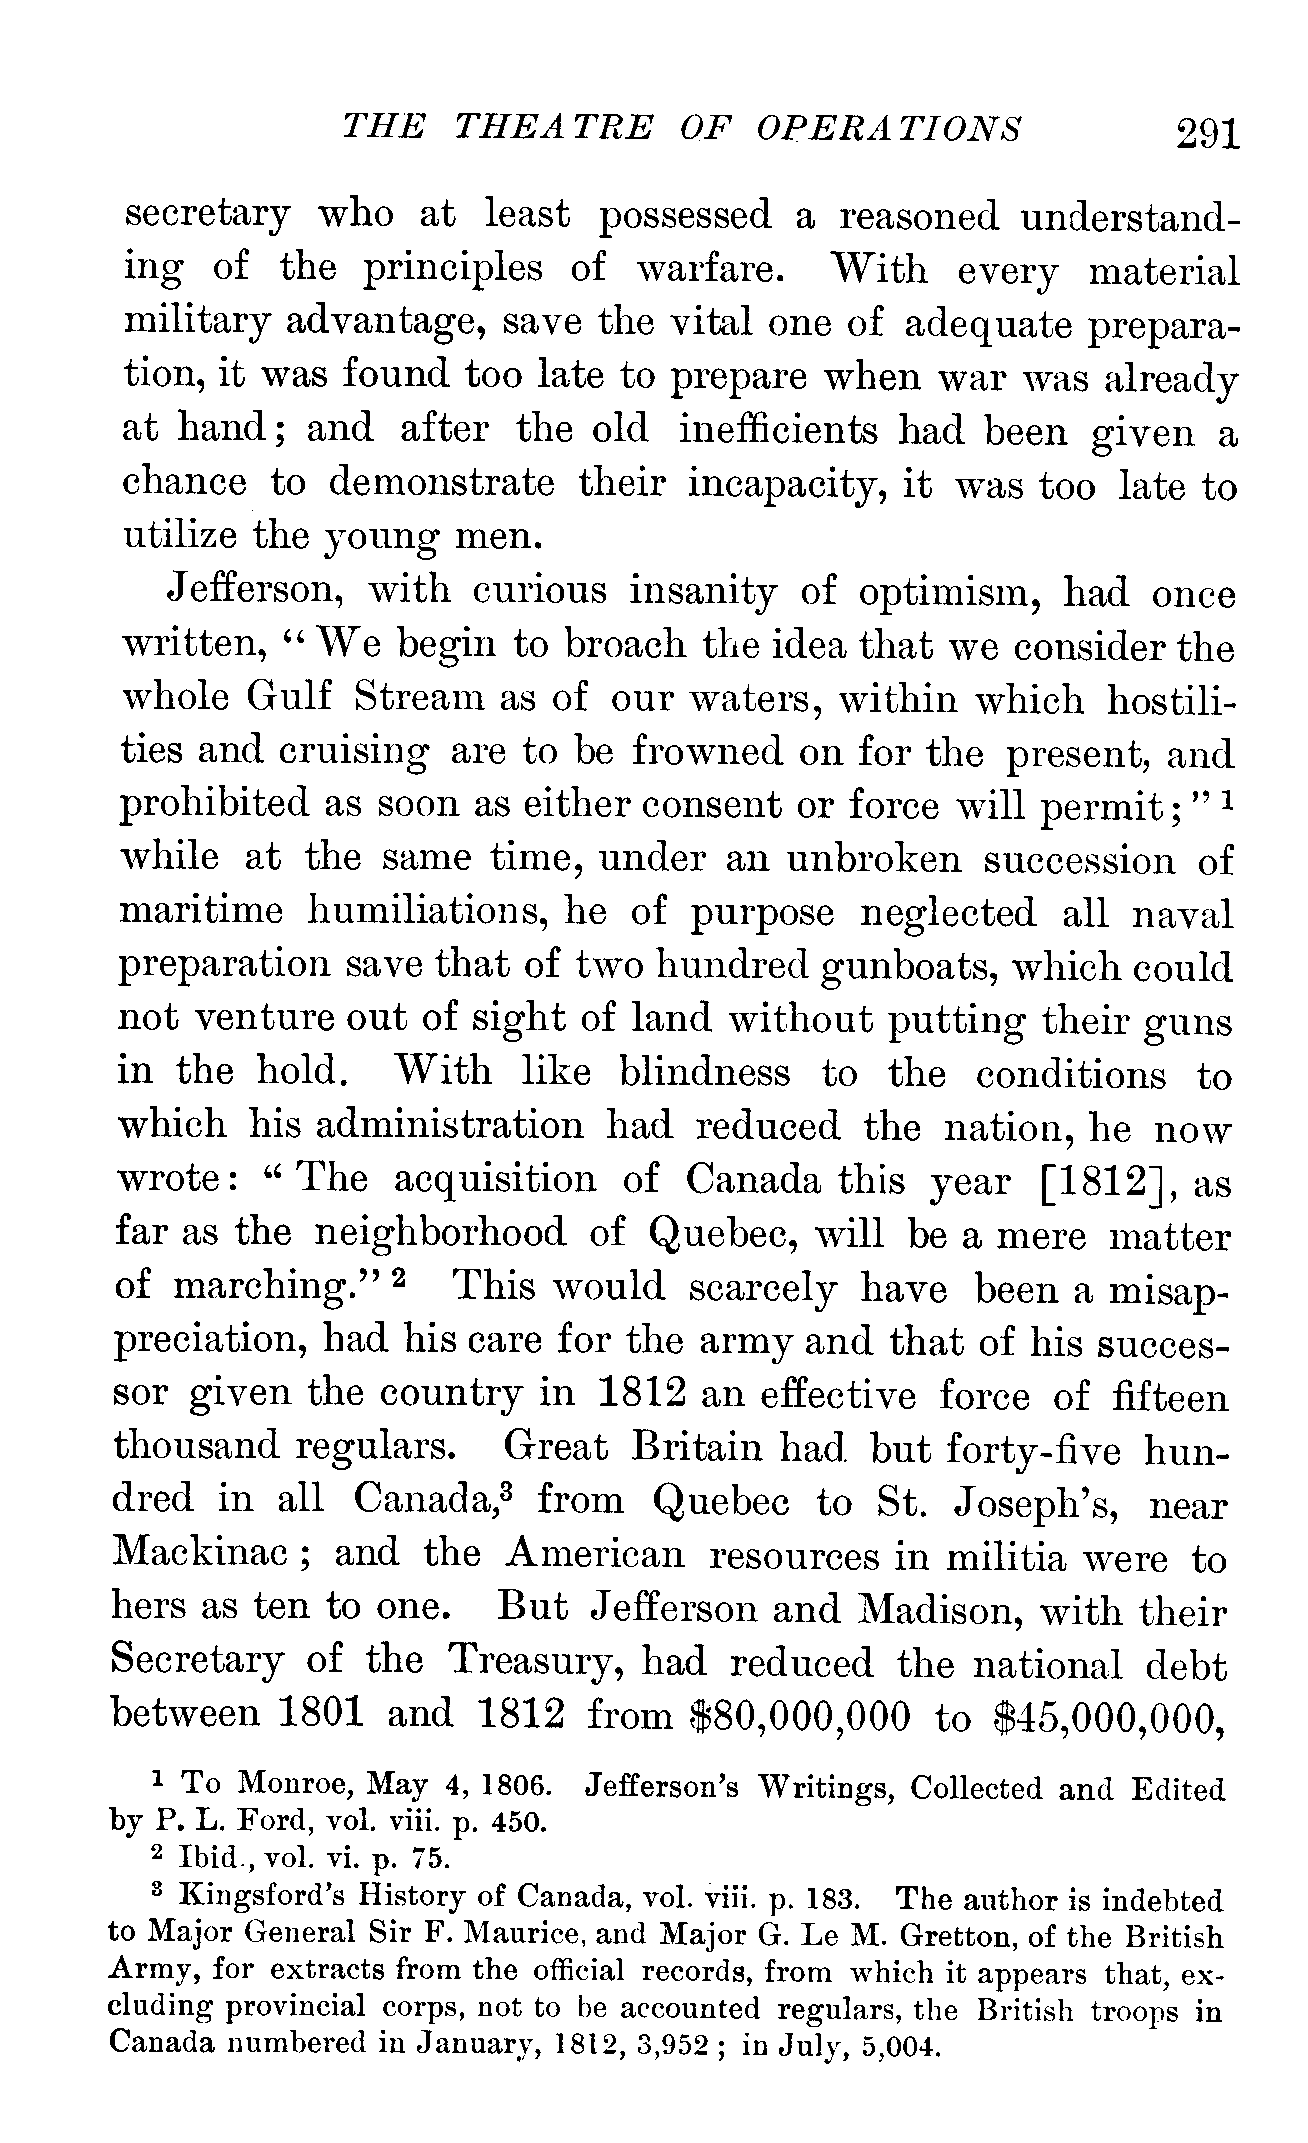 THE THEATRE OF OPERATIONS 291
secretary who at least possessed a reasoned understand-
ing of the principles of warfare. With every material
military advantage, save the vital one of adequate prepara-
tion, it was found too late to prepare when war was already
at hand; and after the old inefficients had been given a
chance to demonstrate their incapacity, it was too late to
utilize the young men.
Jefferson, with curious insanity of optimism, had once
written, “We begin to broach the idea that we consider the
whole Gulf Stream as of our waters, within which hostili-
ties and cruising are to be frowned on for the present, and
prohibited as soon as either consent or force will permit;” ¹
while at the same time, under an unbroken succession of
maritime humiliations, he of purpose neglected all naval
preparation save that of two hundred gunboats, which could
not venture out of sight of land without putting their guns
in the hold. With like blindness to the conditions to
which his administration had reduced the nation, he now
wrote: “The acquisition of Canada this year [1812], as
far as the neighborhood of Quebec, will be a mere matter
of marching.” ² This would scarcely have been a misap-
preciation, had his care for the army and that of his succes-
sor given the country in 1812 an effective force of fifteen
thousand regulars. Great Britain had but forty-five hun-
dred in all Canada,³ from Quebec to St. Joseph’s, near
Mackinac; and the American resources in militia were to
hers as ten to one. But Jefferson and Madison, with their
Secretary of the Treasury, had reduced the national debt
between 1801 and 1812 from $80,000,000 to $45,000,000,
¹ To Monroe, May 4, 1806. Jefferson’s Writings, Collected and Edited
by P. L. Ford, vol. viii. p. 450.
² Ibid., vol. vi. p. 75.
³ Kingsford’s History of Canada, vol. viii. p. 183. The author is indebted
to Major General Sir F. Maurice, and Major G. Le M. Gretton, of the British
Army, for extracts from the official records, from which it appears that, ex-
cluding provincial corps, not to be accounted regulars, the British troops in
Canada numbered in January, 1812, 3,952; in July, 5,004.